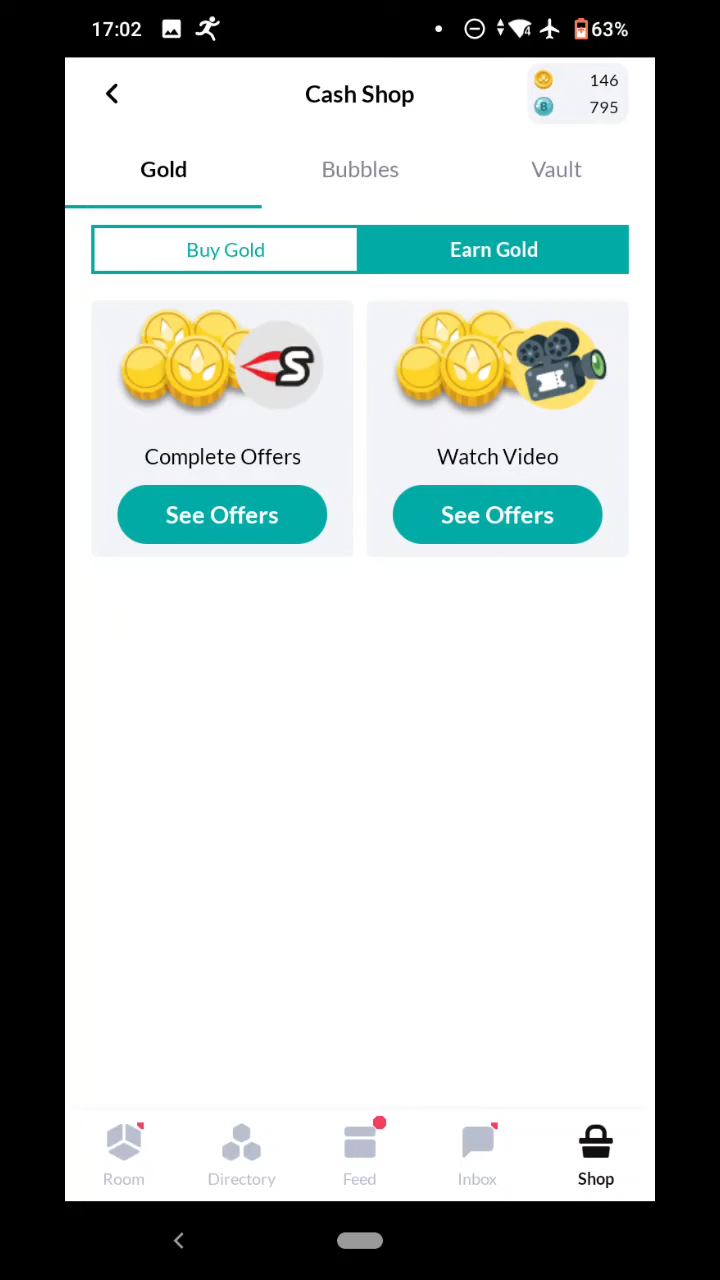 17:02
63%
Cash Shop
146
795
Gold
Bubbles
Vault
Buy Gold
Earn Gold
S
Complete Offers
Watch Video
See Offers
See Offers
Room
Directory
Feed
Inbox
Shop